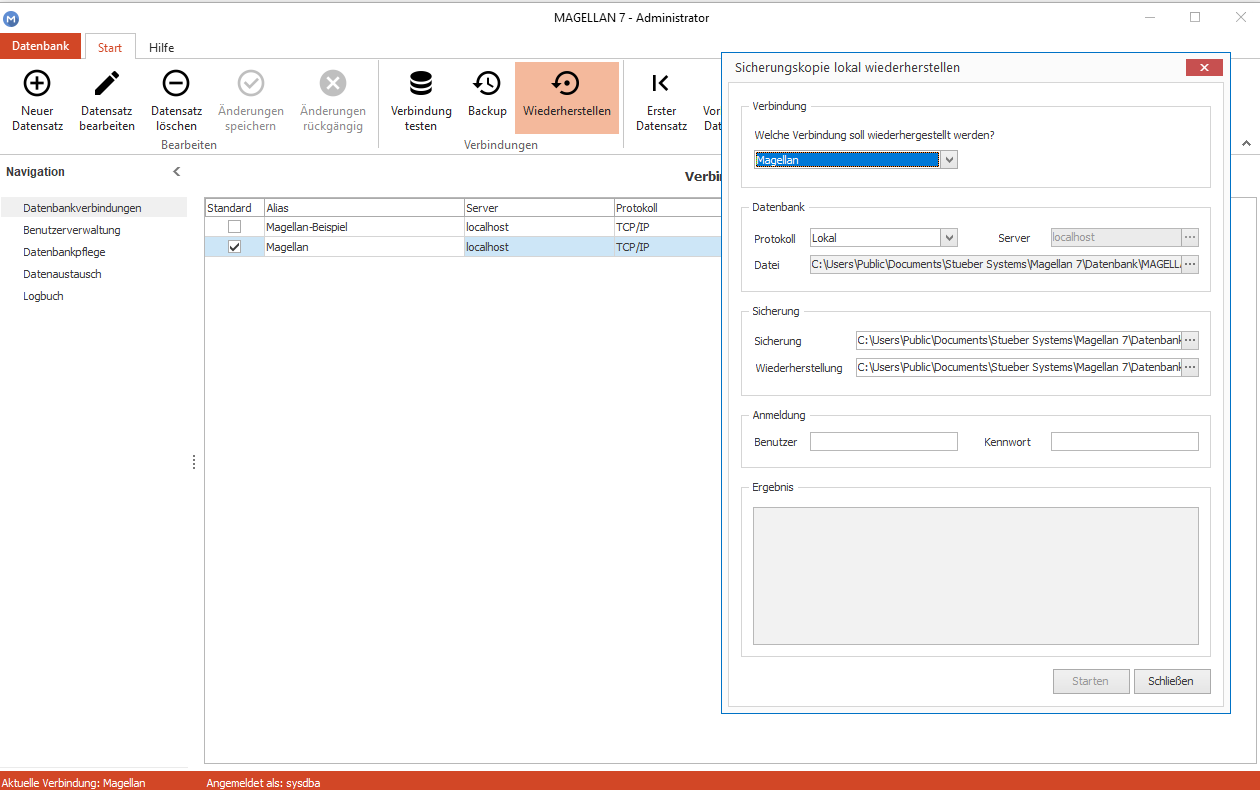 MAGELLAN 7 - Administrator
Datenbank Start Hilfe
Neuer Datensatz
Datensatz bearbeiten
Datensatz löschen
Änderungen speichern
Änderungen rückgängig
Verbindung testen
Backup
Wiederherstellen
Erster Datensatz
Vor
Dat
Bearbeiten
Verbindungen
Navigation
Datenbankverbindungen
Benutzerverwaltung
Datenbankpflege
Datenaustausch
Logbuch
Verbin
Standard Alias Server Protokoll
Magellan-Beispiel localhost TCP/IP
Magellan localhost TCP/IP
Sicherungskopie lokal wiederherstellen
Verbindung
Welche Verbindung soll wiederhergestellt werden?
Magellan
Datenbank
Protokoll Lokal Server localhost
Datei C:\Users\Public\Documents\Stueber Systems\Magellan 7\Datenbank\MAGELL
Sicherung
Sicherung C:\Users\Public\Documents\Stueber Systems\Magellan 7\Datenbank
Wiederherstellung C:\Users\Public\Documents\Stueber Systems\Magellan 7\Datenbank
Anmeldung
Benutzer Kennwort
Ergebnis
Starten Schließen
Aktuelle Verbindung: Magellan Angemeldet als: sysdba